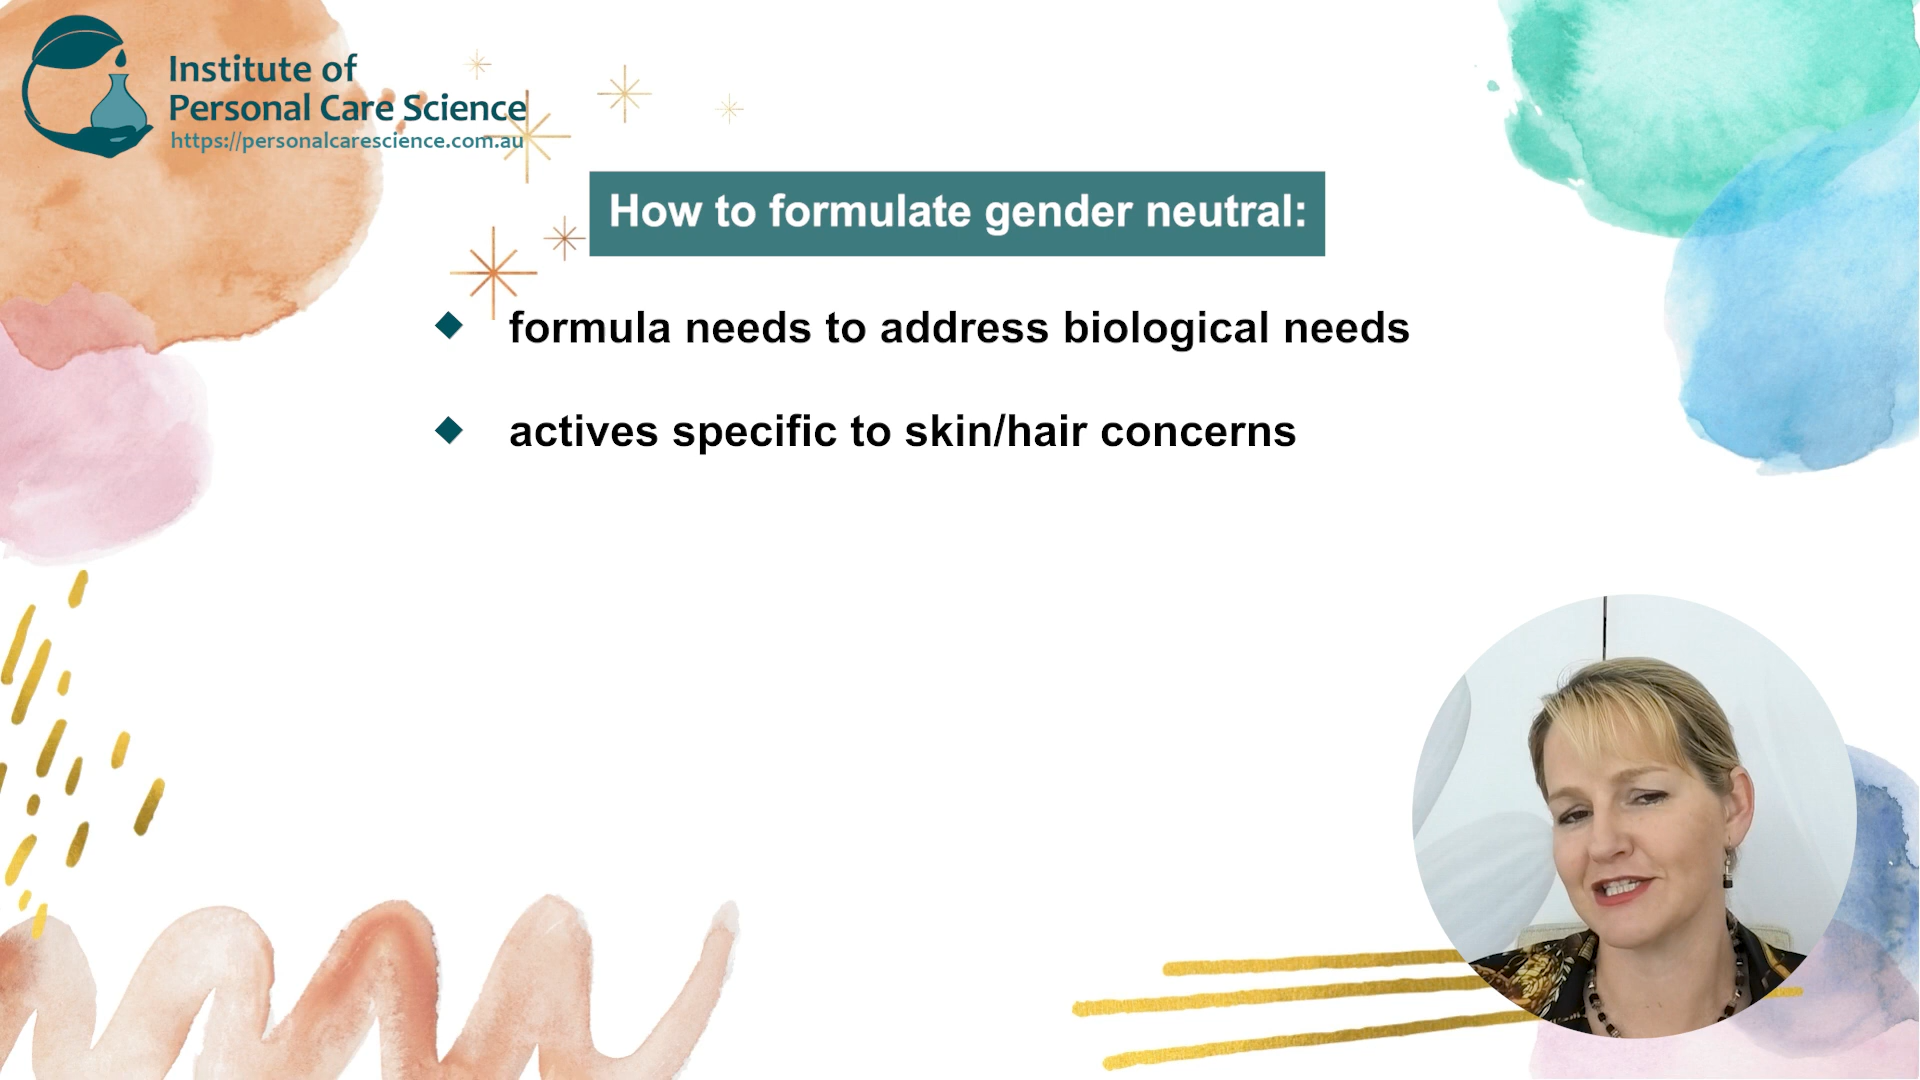 Institute of
Personal Care Science
https://personalcarescience.com.au
How to formulate gender neutral:
formula needs to address biological needs
actives specific to skin/hair concerns